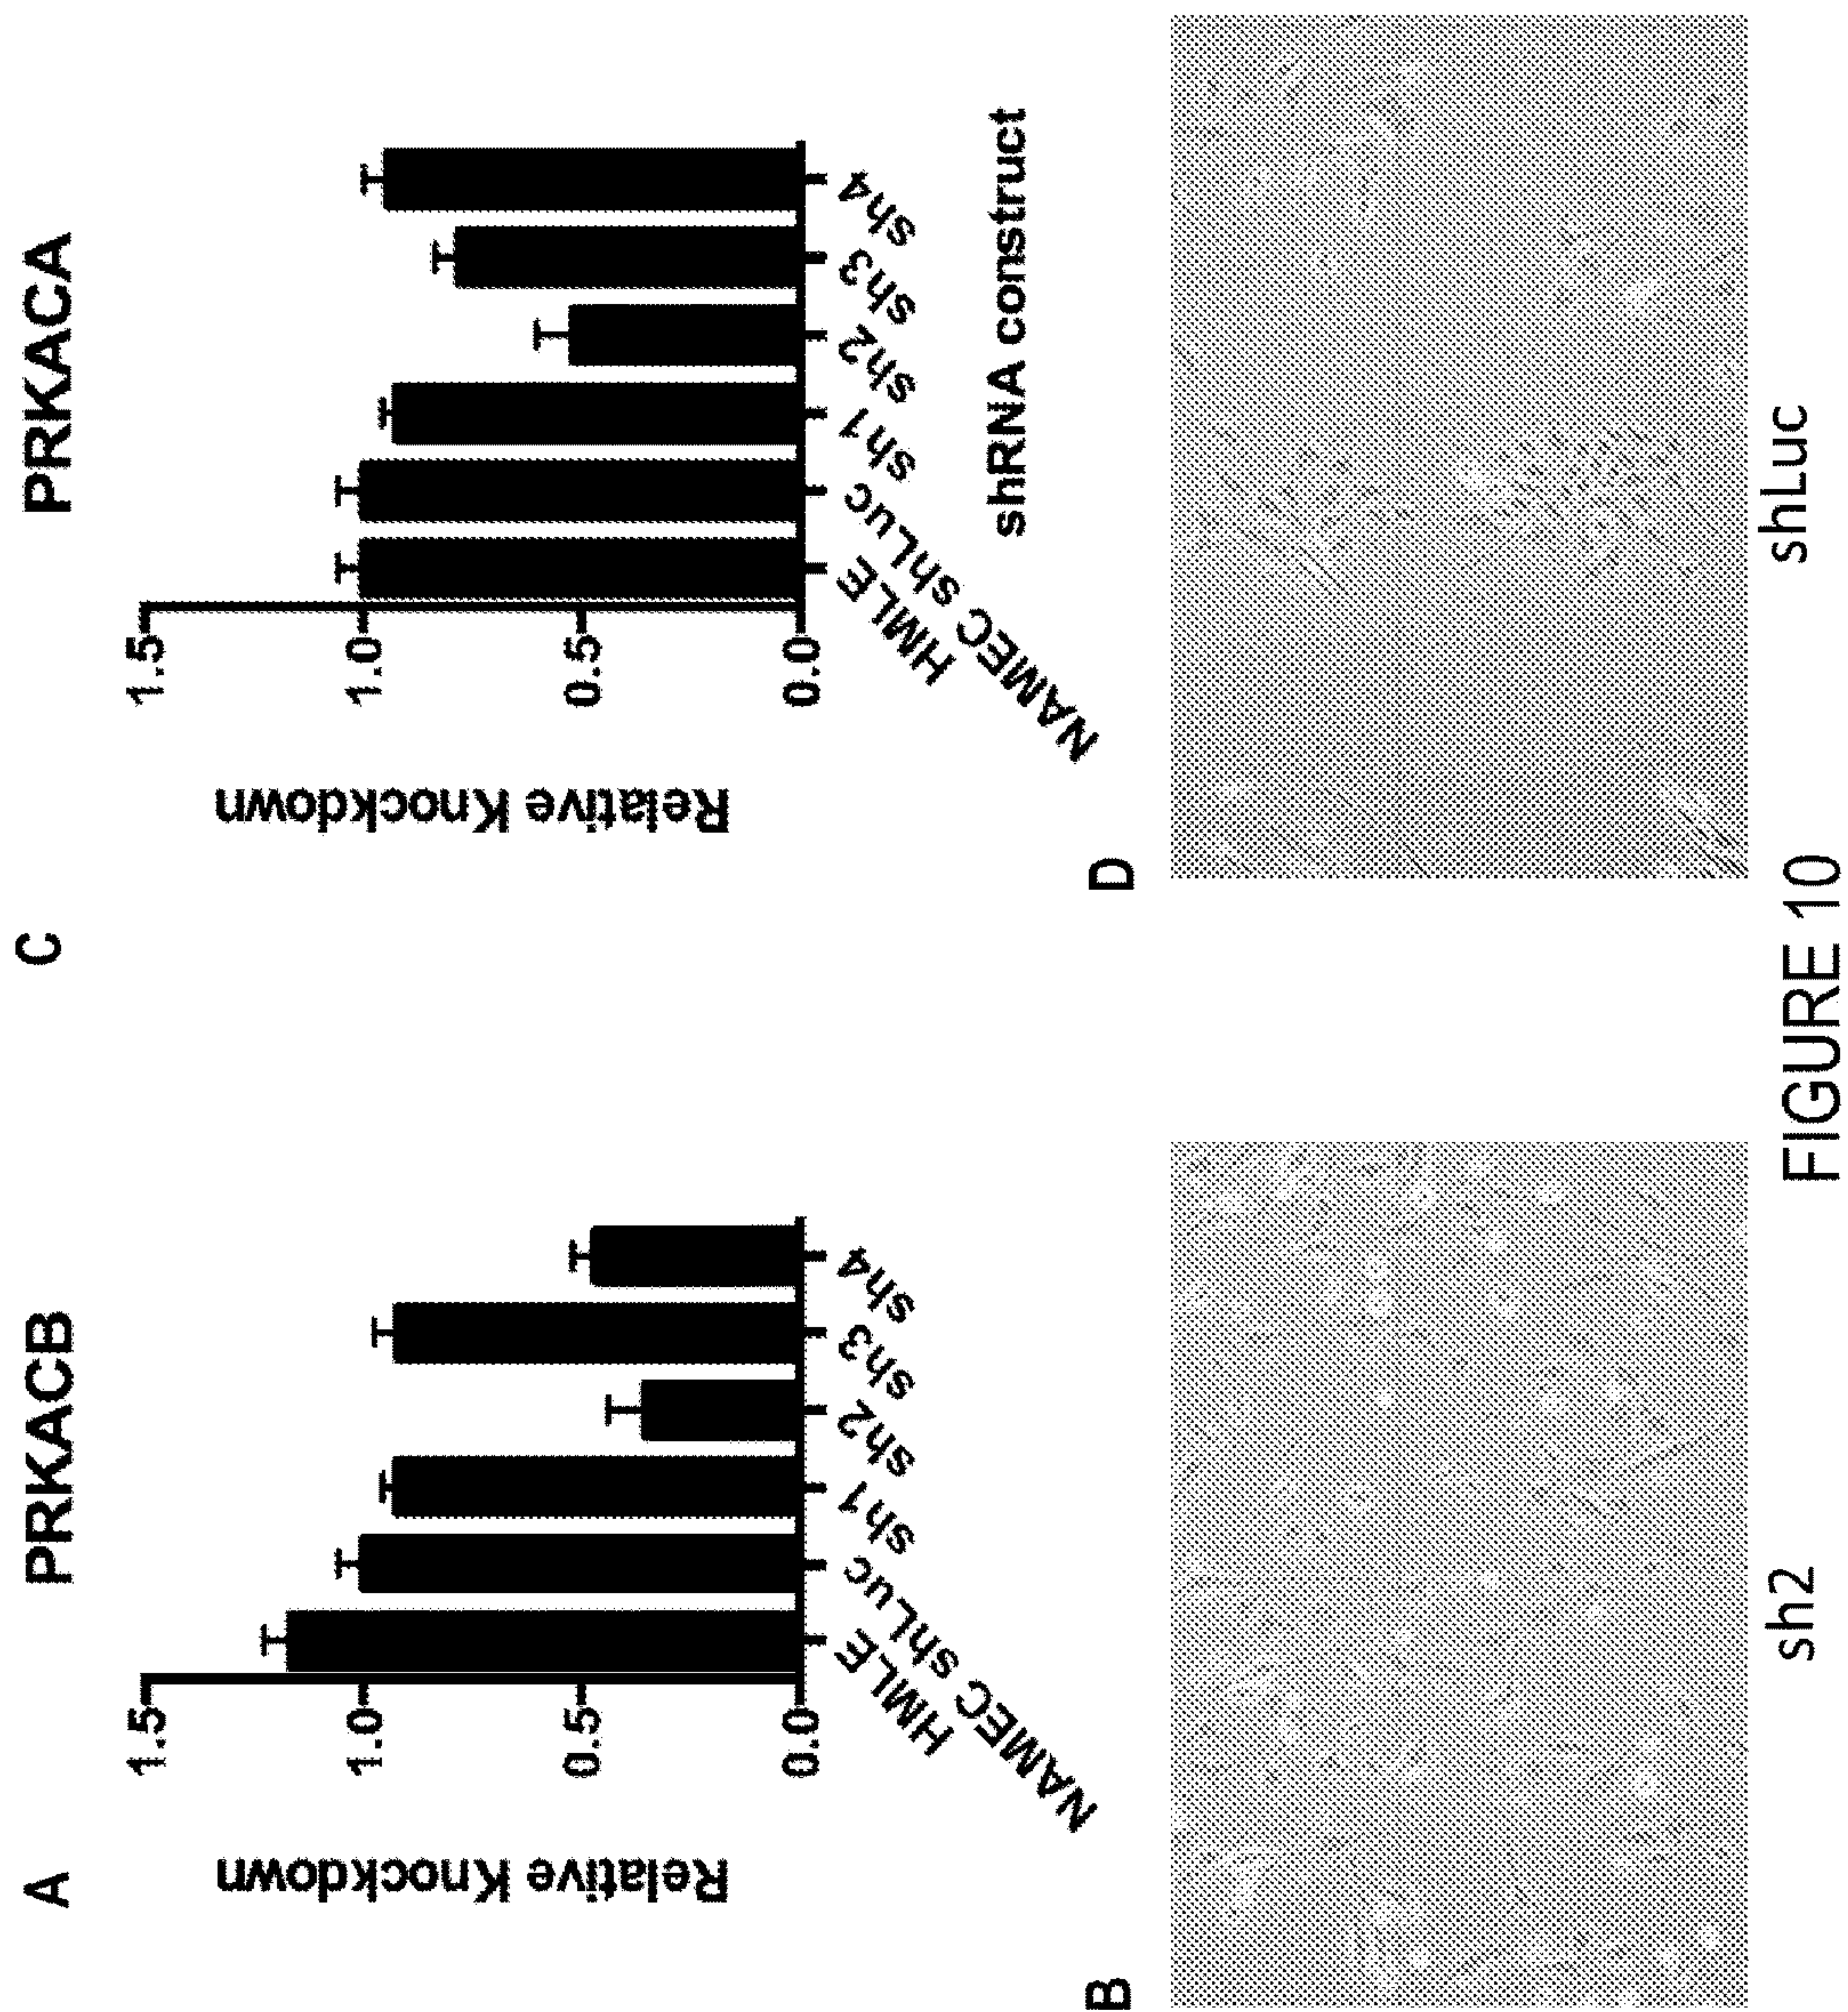 A
PRKACB
Relative Knockdown
1.5
1.0
0.5
0.0
HMLE
NAMEC shLuc
sh1
sh2
sh3
sh4
C
PRKACA
Relative Knockdown
1.5
1.0
0.5
0.0
HMLE
NAMEC shLuc
sh1
sh2
sh3
sh4
shRNA construct
B
sh2
D
shLuc
FIGURE 10